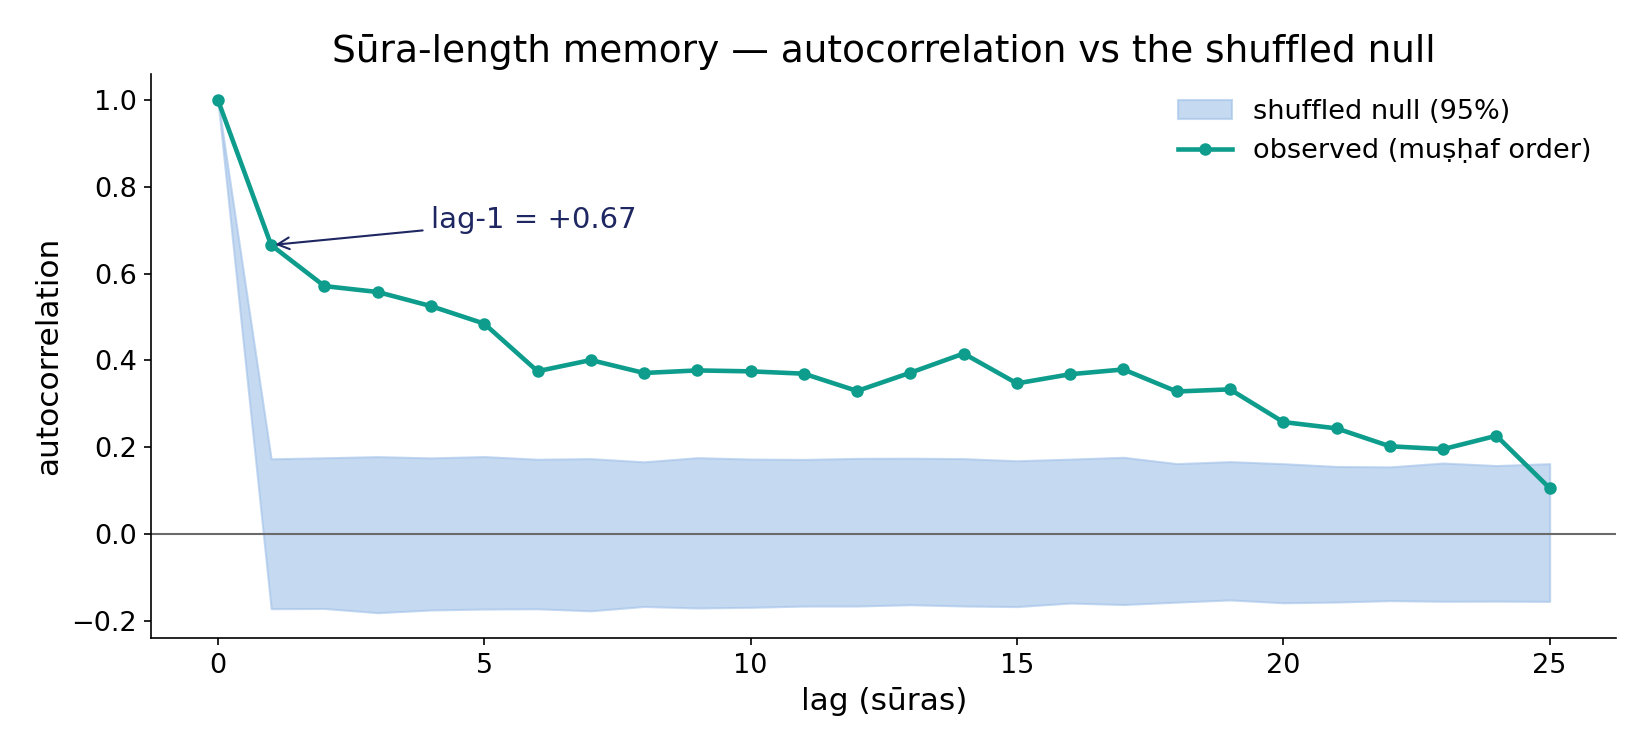 Sūra-length memory — autocorrelation vs the shuffled null
shuffled null (95%)
observed (muṣḥaf order)
lag-1 = +0.67
autocorrelation
1.0
0.8
0.6
0.4
0.2
0.0
−0.2
0
5
10
15
20
25
lag (sūras)